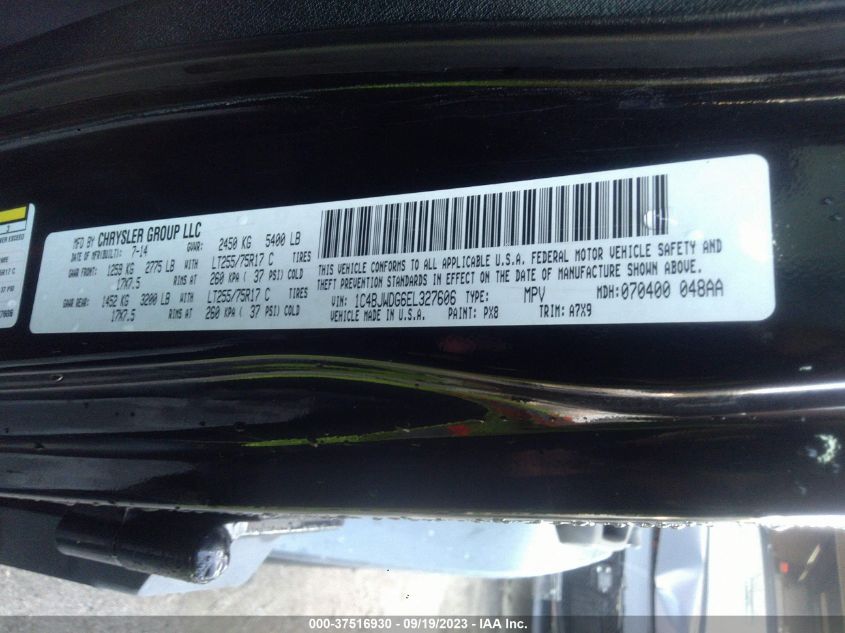 MFD BY CHRYSLER GROUP LLC
DATE OF MFR(BUILT): 7-14 GVWR: 2450 KG 5400 LB
GAWR FRONT: 1259 KG 2775 LB WITH LT255/75R17 C TIRES
17X7.5 RIMS AT 260 KPA ( 37 PSI) COLD
GAWR REAR: 1452 KG 3200 LB WITH LT255/75R17 C TIRES
17X7.5 RIMS AT 260 KPA ( 37 PSI) COLD
THIS VEHICLE CONFORMS TO ALL APPLICABLE U.S.A. FEDERAL MOTOR VEHICLE SAFETY AND
THEFT PREVENTION STANDARDS IN EFFECT ON THE DATE OF MANUFACTURE SHOWN ABOVE.
VIN: 1C4BJWDG6EL327606 TYPE: MPV MDH:070400 048AA
VEHICLE MADE IN U.S.A. PAINT: PX8 TRIM: A7X9
000-37516930 - 09/19/2023 - IAA Inc.